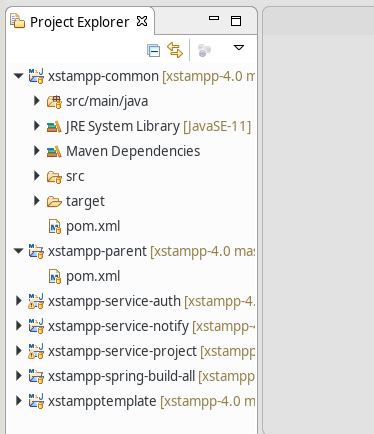 Project Explorer
xstampp-common [xstampp-4.0 m
src/main/java
JRE System Library [JavaSE-11]
Maven Dependencies
src
target
pom.xml
xstampp-parent [xstampp-4.0 mas
pom.xml
xstampp-service-auth [xstampp-4.
xstampp-service-notify [xstampp-
xstampp-service-project [xstampp
xstampp-spring-build-all [xstampp
xstampptemplate [xstampp-4.0 m